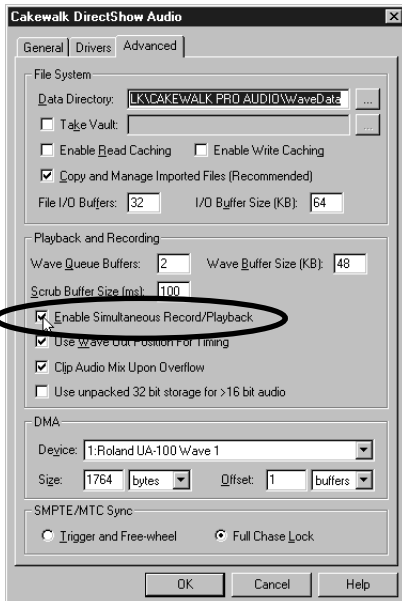 Cakewalk DirectShow Audio
General Drivers Advanced
File System
Data Directory: LK\CAKEWALK PRO AUDIO\WaveData ...
Take Vault: ...
Enable Read Caching Enable Write Caching
Copy and Manage Imported Files (Recommended)
File I/O Buffers: 32 I/O Buffer Size (KB): 64
Playback and Recording
Wave Queue Buffers: 2 Wave Buffer Size (KB): 48
Scrub Buffer Size (ms): 100
Enable Simultaneous Record/Playback
Use Wave Out Position For Timing
Clip Audio Mix Upon Overflow
Use unpacked 32 bit storage for >16 bit audio
DMA
Device: 1:Roland UA-100 Wave 1
Size: 1764 bytes Offset: 1 buffers
SMPTE/MTC Sync
Trigger and Free-wheel Full Chase Lock
OK Cancel Help